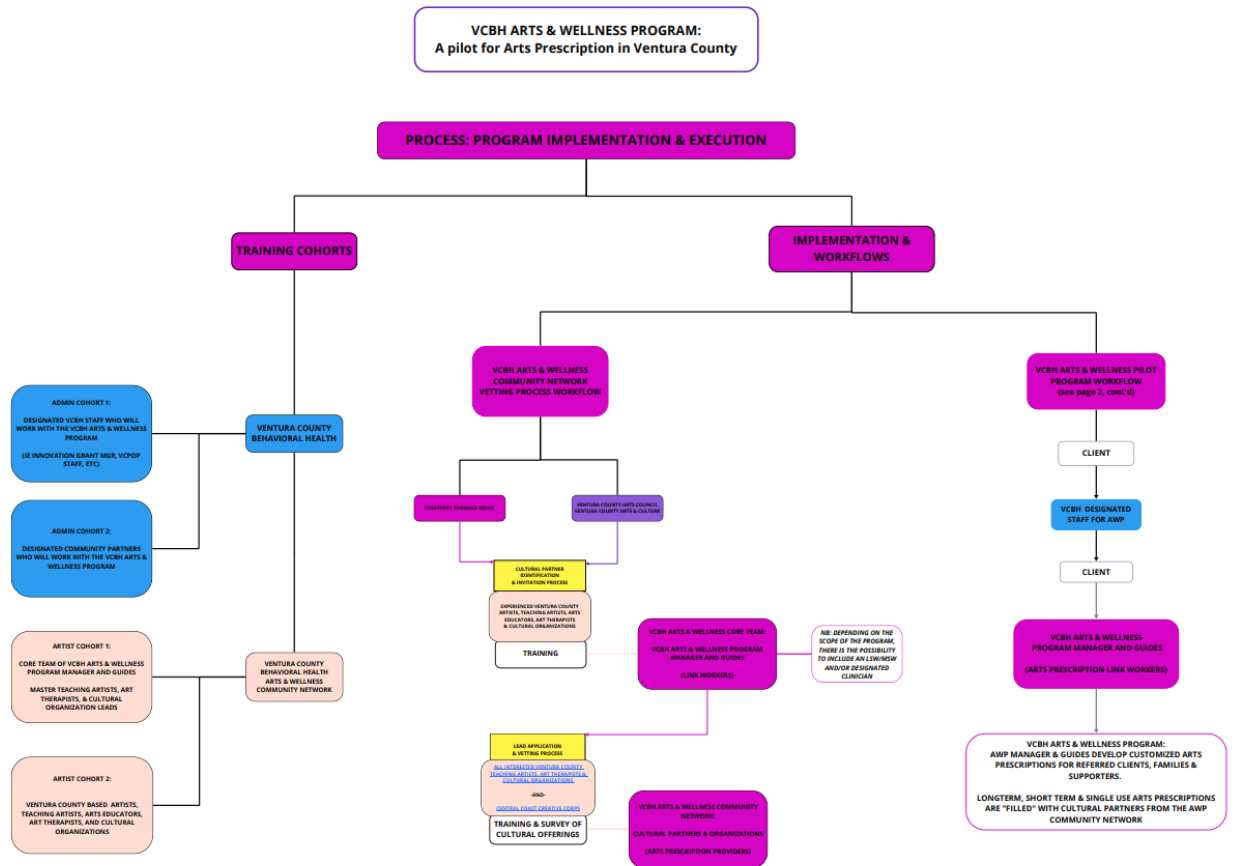 VCBH ARTS & WELLNESS PROGRAM:
A pilot for Arts Prescription in Ventura County
PROCESS: PROGRAM IMPLEMENTATION & EXECUTION
TRAINING COHORTS
IMPLEMENTATION &
WORKFLOWS
VCBH ARTS & WELLNESS
COMMUNITY NETWORK
VETTING PROCESS WORKFLOW
VCBH ARTS & WELLNESS PILOT
PROGRAM WORKFLOW
(see page 2, cont'd)
ADMIN COHORT 1:
DESIGNATED VCBH STAFF WHO WILL
WORK WITH THE VCBH ARTS & WELLNESS
PROGRAM
(IE INNOVATION GRANT MGR, VCPOP
STAFF, ETC)
VENTURA COUNTY
BEHAVIORAL HEALTH
CLIENT
ADMIN COHORT 2:
DESIGNATED COMMUNITY PARTNERS
WHO WILL WORK WITH THE VCBH ARTS &
WELLNESS PROGRAM
CREATIVITY THROUGH MUSIC
VENTURA COUNTY ARTS COUNCIL
VENTURA COUNTY ARTS & CULTURE
VCBH DESIGNATED
STAFF FOR AWP
CULTURAL PARTNER
IDENTIFICATION
& INVITATION PROCESS
CLIENT
EXPERIENCED VENTURA COUNTY
ARTISTS, TEACHING ARTISTS, ARTS
EDUCATORS, ART THERAPISTS
& CULTURAL ORGANIZATIONS
TRAINING
ARTIST COHORT 1:
CORE TEAM OF VCBH ARTS & WELLNESS
PROGRAM MANAGER AND GUIDES
MASTER TEACHING ARTISTS, ART
THERAPISTS, & CULTURAL
ORGANIZATION LEADS
VENTURA COUNTY
BEHAVIORAL HEALTH
ARTS & WELLNESS
COMMUNITY NETWORK
VCBH ARTS & WELLNESS CORE TEAM:
VCBH ARTS & WELLNESS PROGRAM
MANAGER AND GUIDES
(LINK WORKERS)
NB: DEPENDING ON THE
SCOPE OF THE PROGRAM,
THERE IS THE POSSIBILITY
TO INCLUDE AN LSW/MSW
AND/OR DESIGNATED
CLINICIAN
VCBH ARTS & WELLNESS
PROGRAM MANAGER AND GUIDES
(ARTS PRESCRIPTION LINK WORKERS)
ARTIST COHORT 2:
VENTURA COUNTY BASED ARTISTS,
TEACHING ARTISTS, ARTS EDUCATORS,
ART THERAPISTS, AND CULTURAL
ORGANIZATIONS
LEAD APPLICATION
& VETTING PROCESS
ALL INTERESTED VENTURA COUNTY
TEACHING ARTISTS, ART THERAPISTS &
CULTURAL ORGANIZATIONS
-AND-
CENTRAL COAST CREATIVE CORPS
TRAINING & SURVEY OF
CULTURAL OFFERINGS
VCBH ARTS & WELLNESS COMMUNITY
NETWORK:
CULTURAL PARTNERS & ORGANIZATIONS
(ARTS PRESCRIPTION PROVIDERS)
VCBH ARTS & WELLNESS PROGRAM:
AWP MANAGER & GUIDES DEVELOP CUSTOMIZED ARTS
PRESCRIPTIONS FOR REFERRED CLIENTS, FAMILIES &
SUPPORTERS.
LONGTERM, SHORT TERM & SINGLE USE ARTS PRESCRIPTIONS
ARE "FILLED" WITH CULTURAL PARTNERS FROM THE AWP
COMMUNITY NETWORK